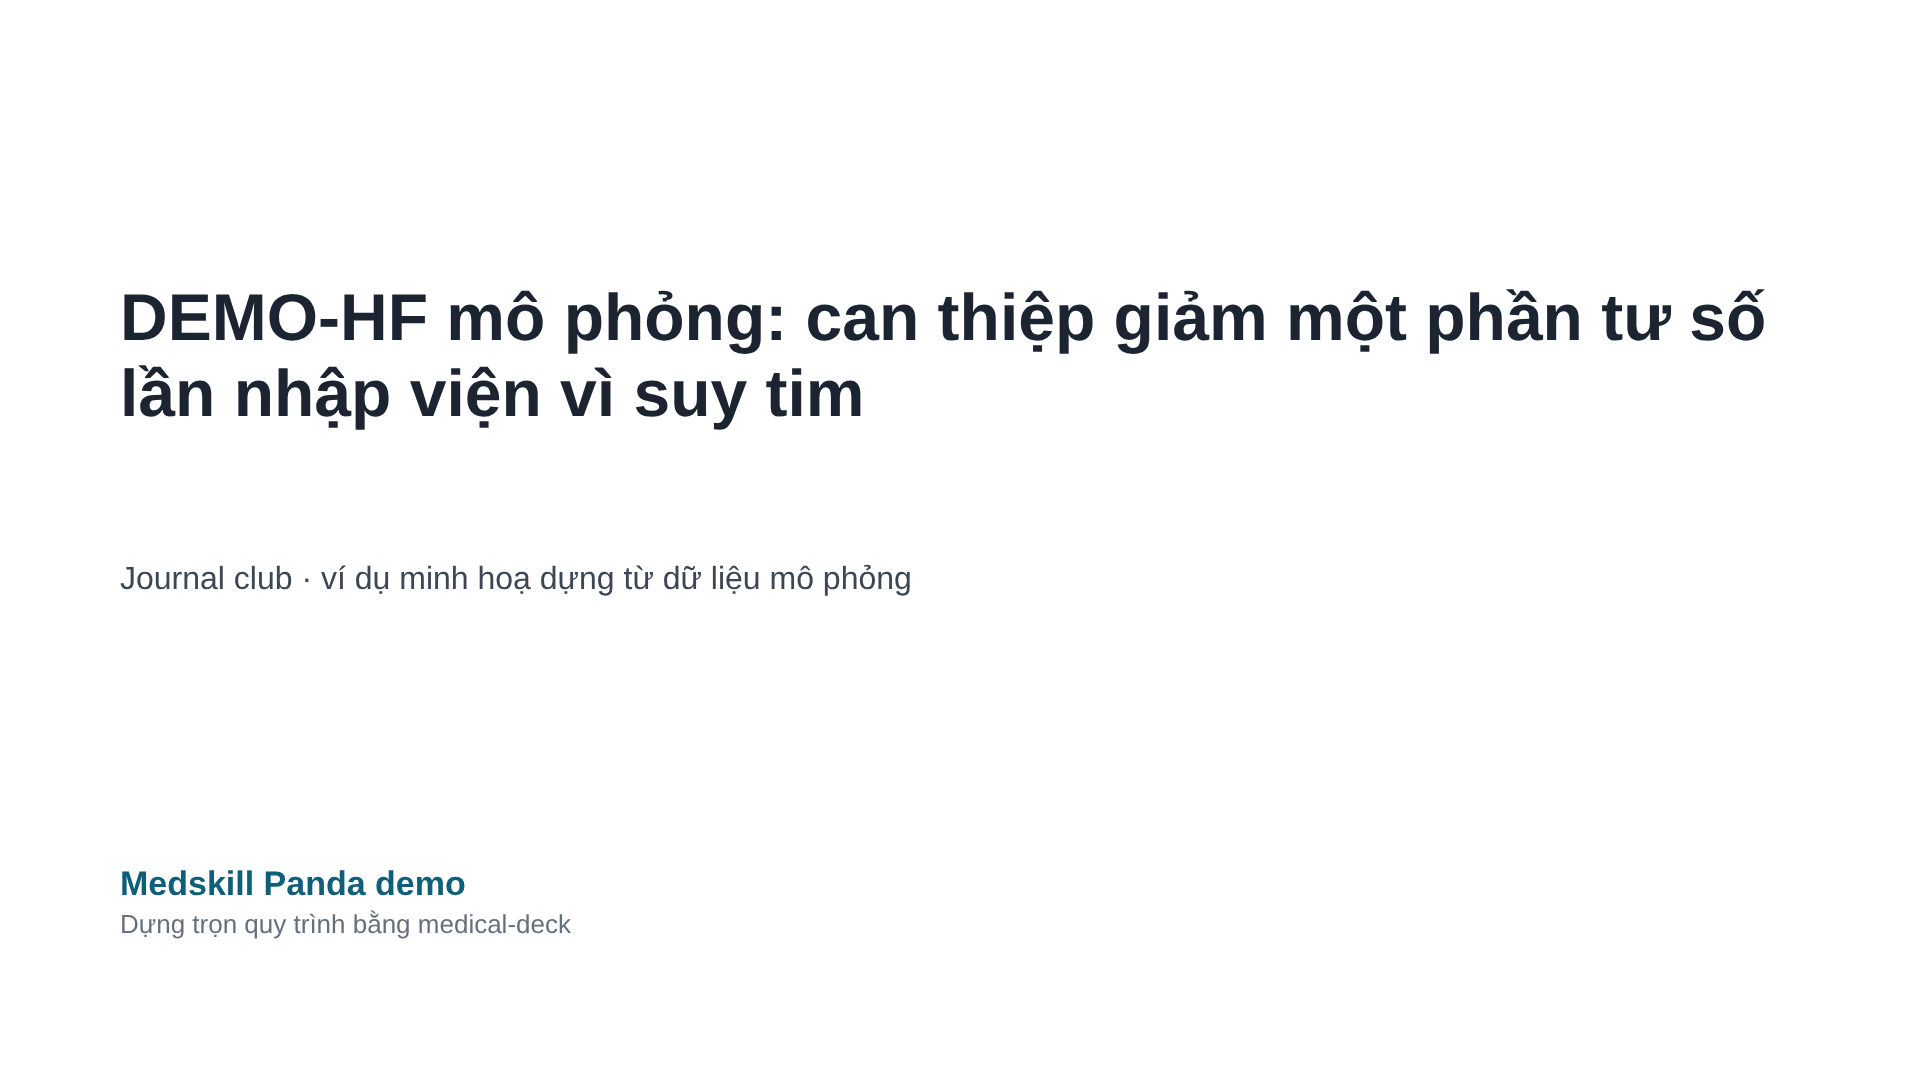 DEMO-HF mô phỏng: can thiệp giảm một phần tư số
lần nhập viện vì suy tim
Journal club · ví dụ minh hoạ dựng từ dữ liệu mô phỏng
Medskill Panda demo
Dựng trọn quy trình bằng medical-deck